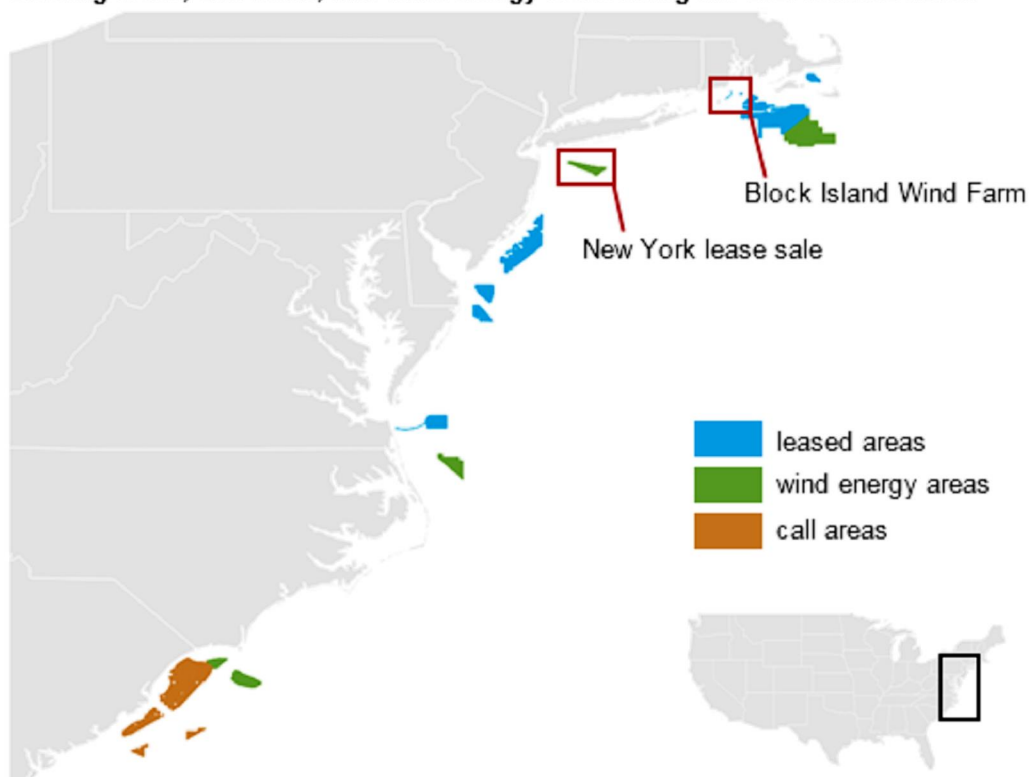 Block Island Wind Farm
New York lease sale
leased areas
wind energy areas
call areas